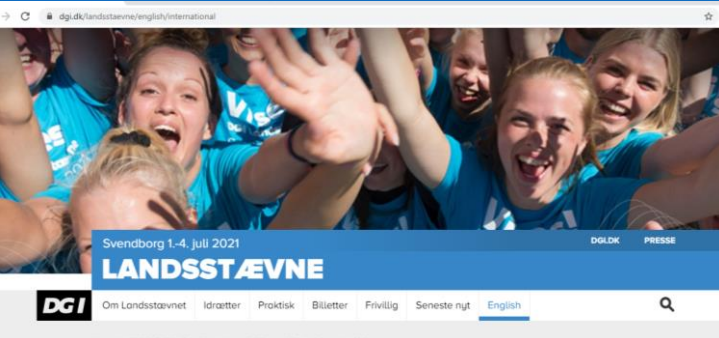 dgi.dk/landsstaevne/english/international
Svendborg 1.-4. juli 2021
DGI.DK PRESSE
LANDSSTÆVNE
DGI
Om Landsstævnet Idrætter Praktisk Billetter Frivillig Seneste nyt English